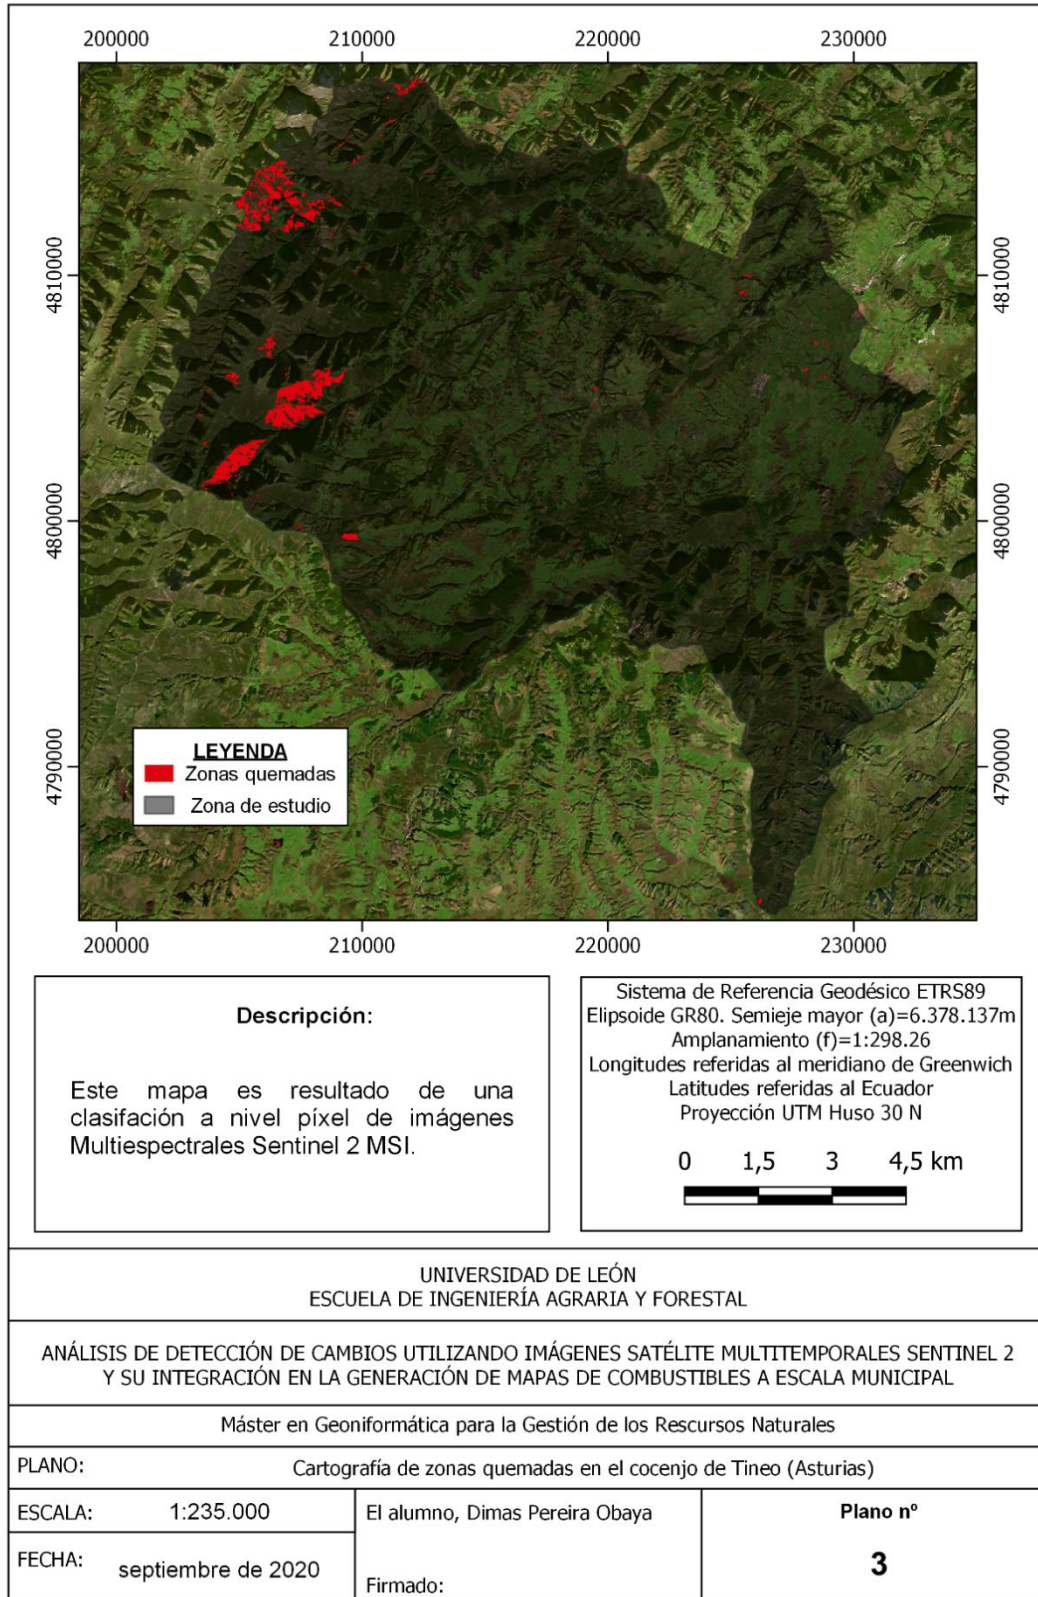 200000 210000 220000 230000
4810000 4810000
4800000 4800000
4790000 4790000
LEYENDA
Zonas quemadas
Zona de estudio
200000 210000 220000 230000
Descripción:
Este mapa es resultado de una
clasifación a nivel píxel de imágenes
Multiespectrales Sentinel 2 MSI.
Sistema de Referencia Geodésico ETRS89
Elipsoide GR80. Semieje mayor (a)=6.378.137m
Amplanamiento (f)=1:298.26
Longitudes referidas al meridiano de Greenwich
Latitudes referidas al Ecuador
Proyección UTM Huso 30 N
0 1,5 3 4,5 km
UNIVERSIDAD DE LEÓN
ESCUELA DE INGENIERÍA AGRARIA Y FORESTAL
ANÁLISIS DE DETECCIÓN DE CAMBIOS UTILIZANDO IMÁGENES SATÉLITE MULTITEMPORALES SENTINEL 2
Y SU INTEGRACIÓN EN LA GENERACIÓN DE MAPAS DE COMBUSTIBLES A ESCALA MUNICIPAL
Máster en Geoniformática para la Gestión de los Rescursos Naturales
PLANO: Cartografía de zonas quemadas en el cocenjo de Tineo (Asturias)
ESCALA: 1:235.000
FECHA: septiembre de 2020
El alumno, Dimas Pereira Obaya
Firmado:
Plano nº
3